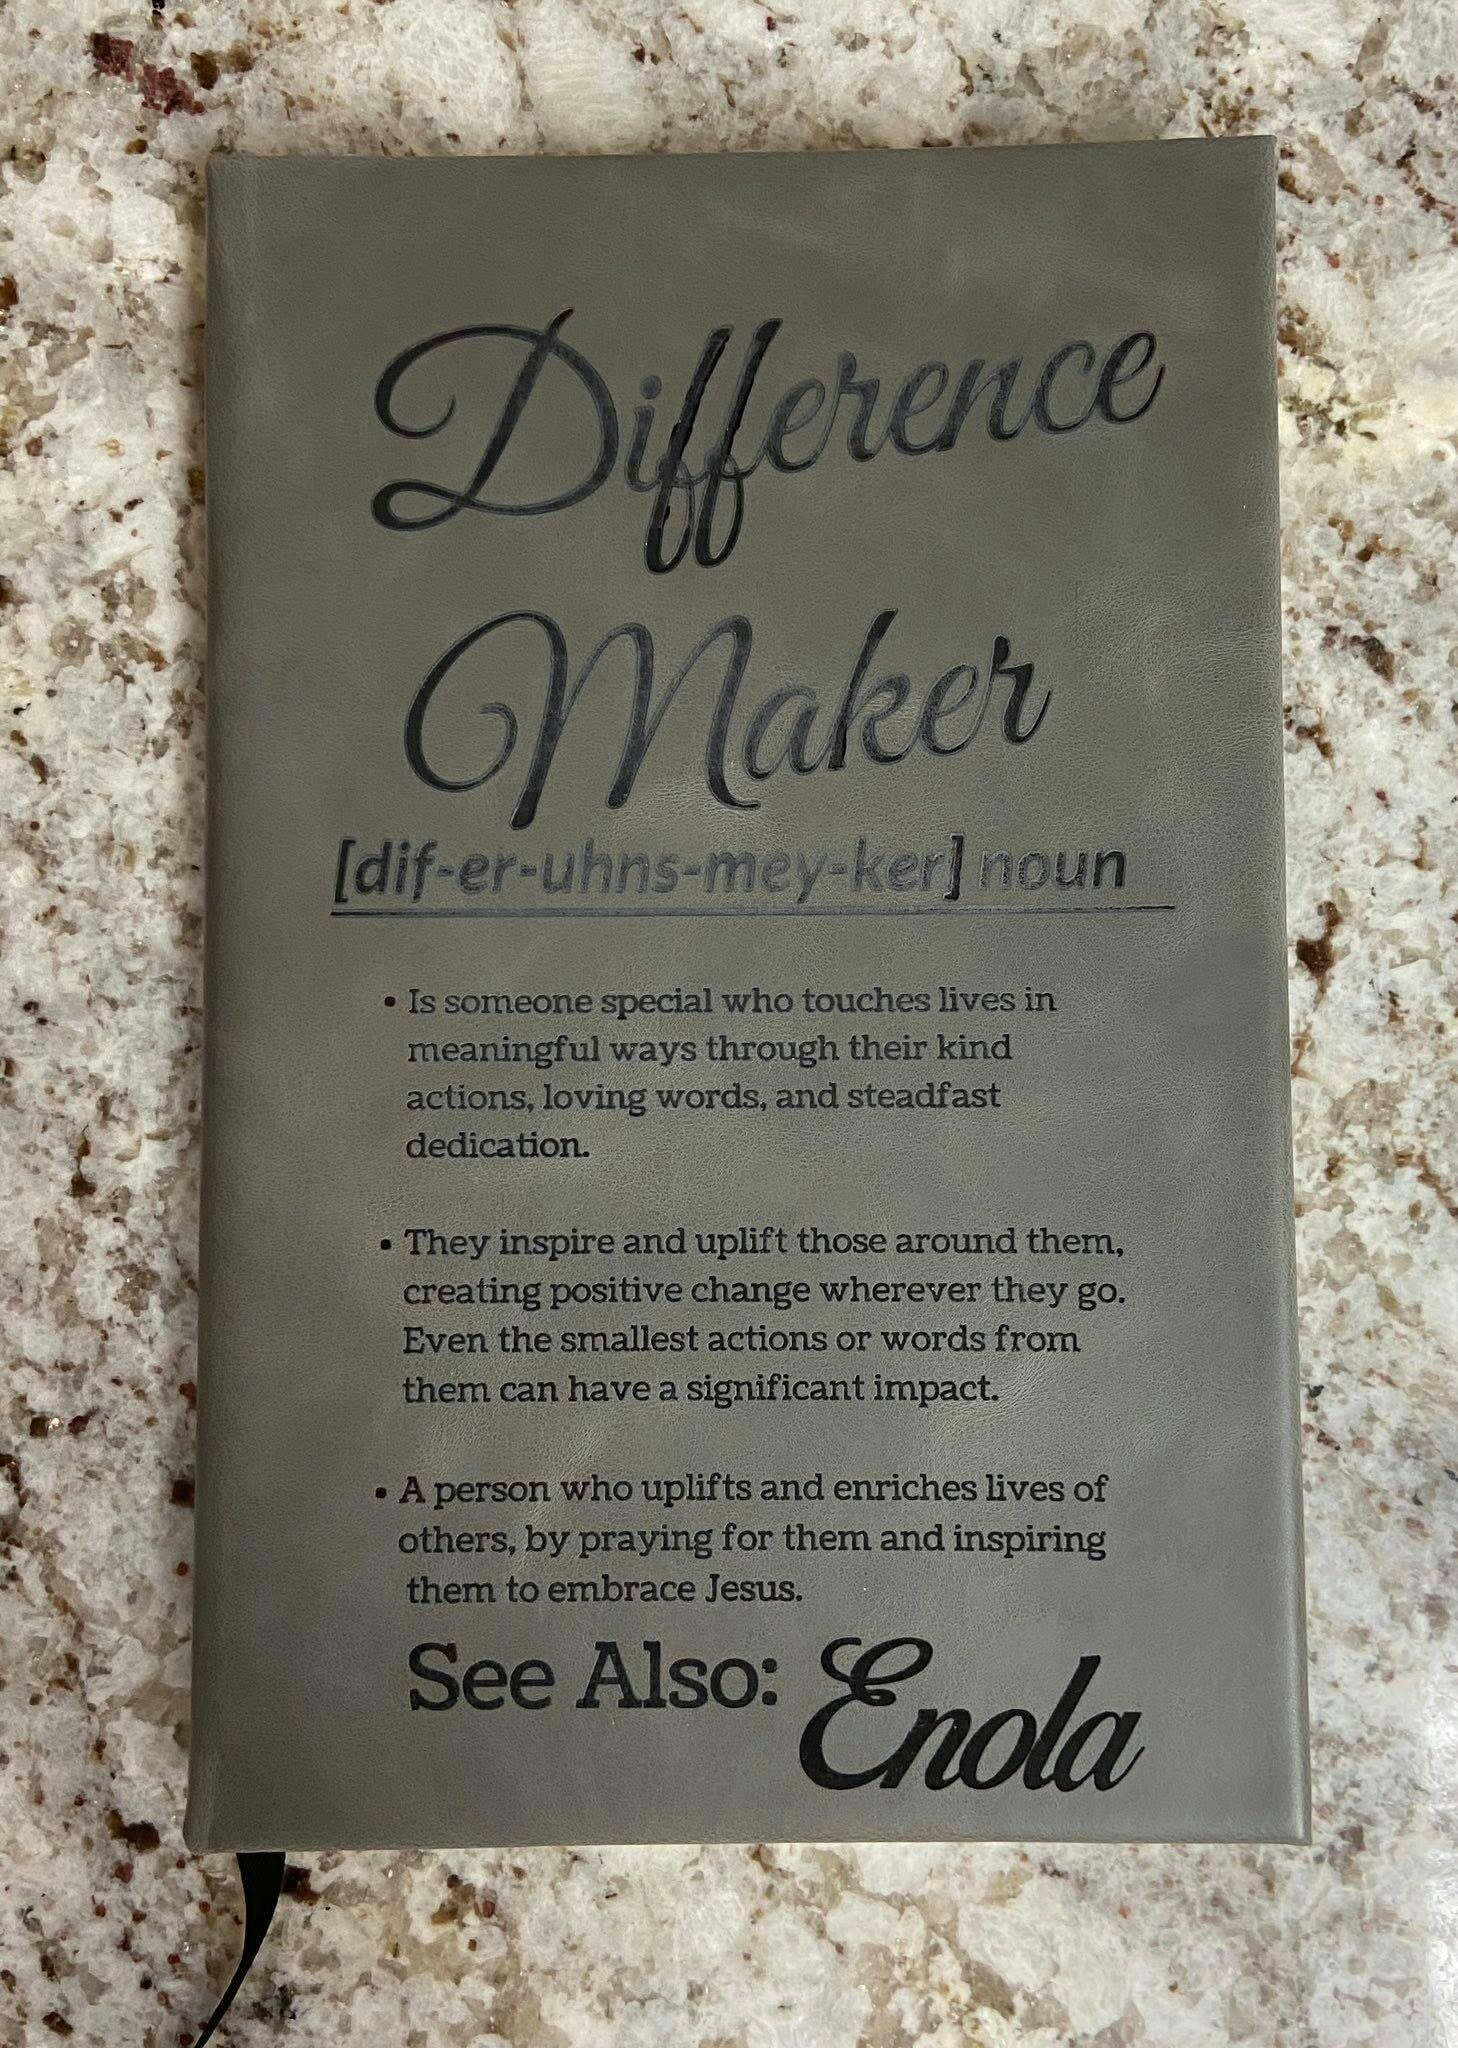 Difference
Maker
[dif-er-uhns-mey-ker] noun
• Is someone special who touches lives in
meaningful ways through their kind
actions, loving words, and steadfast
dedication.
• They inspire and uplift those around them,
creating positive change wherever they go.
Even the smallest actions or words from
them can have a significant impact.
• A person who uplifts and enriches lives of
others, by praying for them and inspiring
them to embrace Jesus.
See Also: Enola